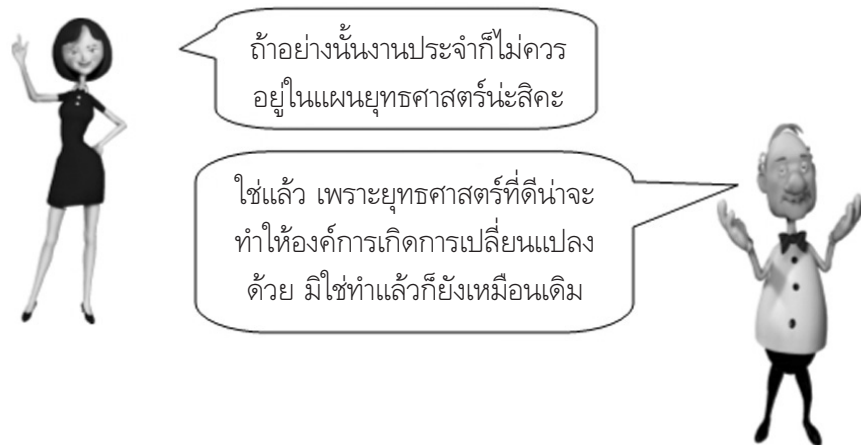 ถ้าอย่างนั้นงานประจำก็ไม่ควร
อยู่ในแผนยุทธศาสตร์น่ะสิคะ
ใช่แล้ว เพราะยุทธศาสตร์ที่ดีน่าจะ
ทำให้องค์การเกิดการเปลี่ยนแปลง
ด้วย มิใช่ทำแล้วก็ยังเหมือนเดิม